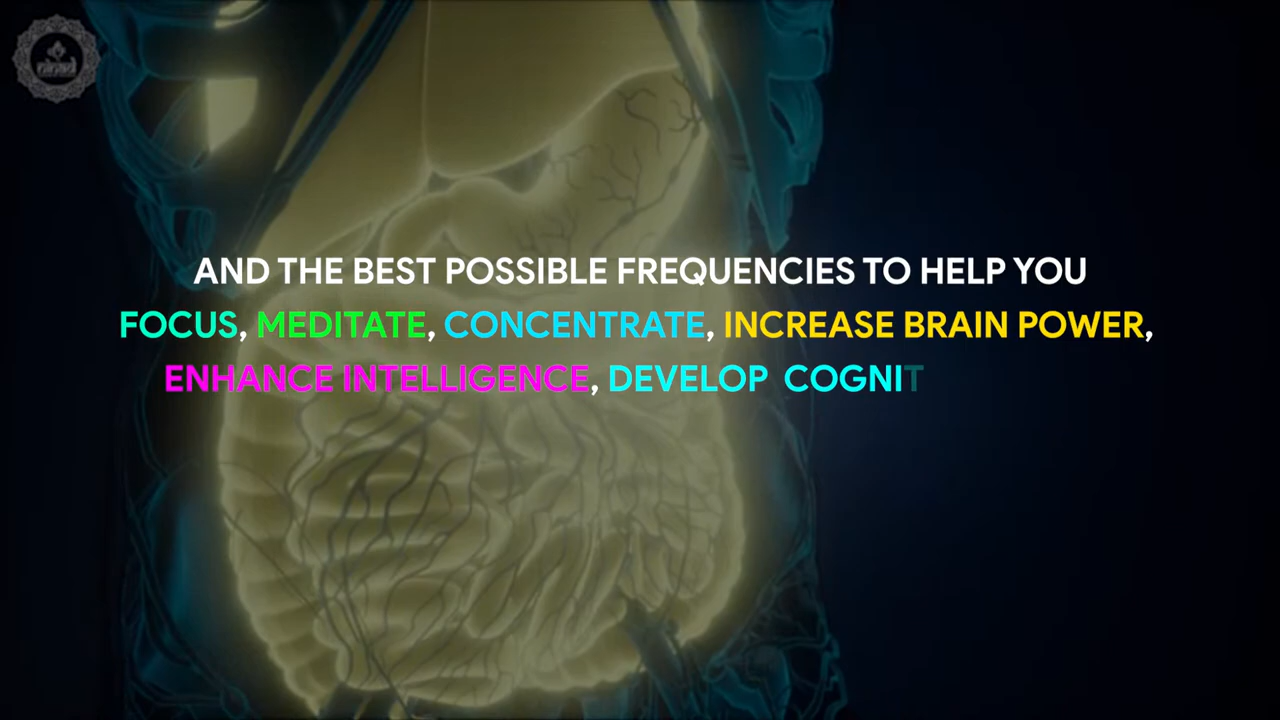 AND THE BEST POSSIBLE FREQUENCIES TO HELP YOU
FOCUS, MEDITATE, CONCENTRATE, INCREASE BRAIN POWER,
ENHANCE INTELLIGENCE, DEVELOP COGNIT